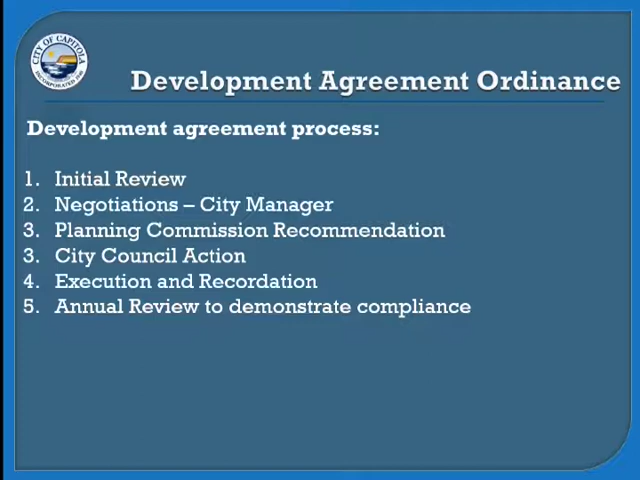 CITY OF CAPITOLA
Development Agreement Ordinance
Development agreement process:
1. Initial Review
2. Negotiations – City Manager
3. Planning Commission Recommendation
3. City Council Action
4. Execution and Recordation
5. Annual Review to demonstrate compliance